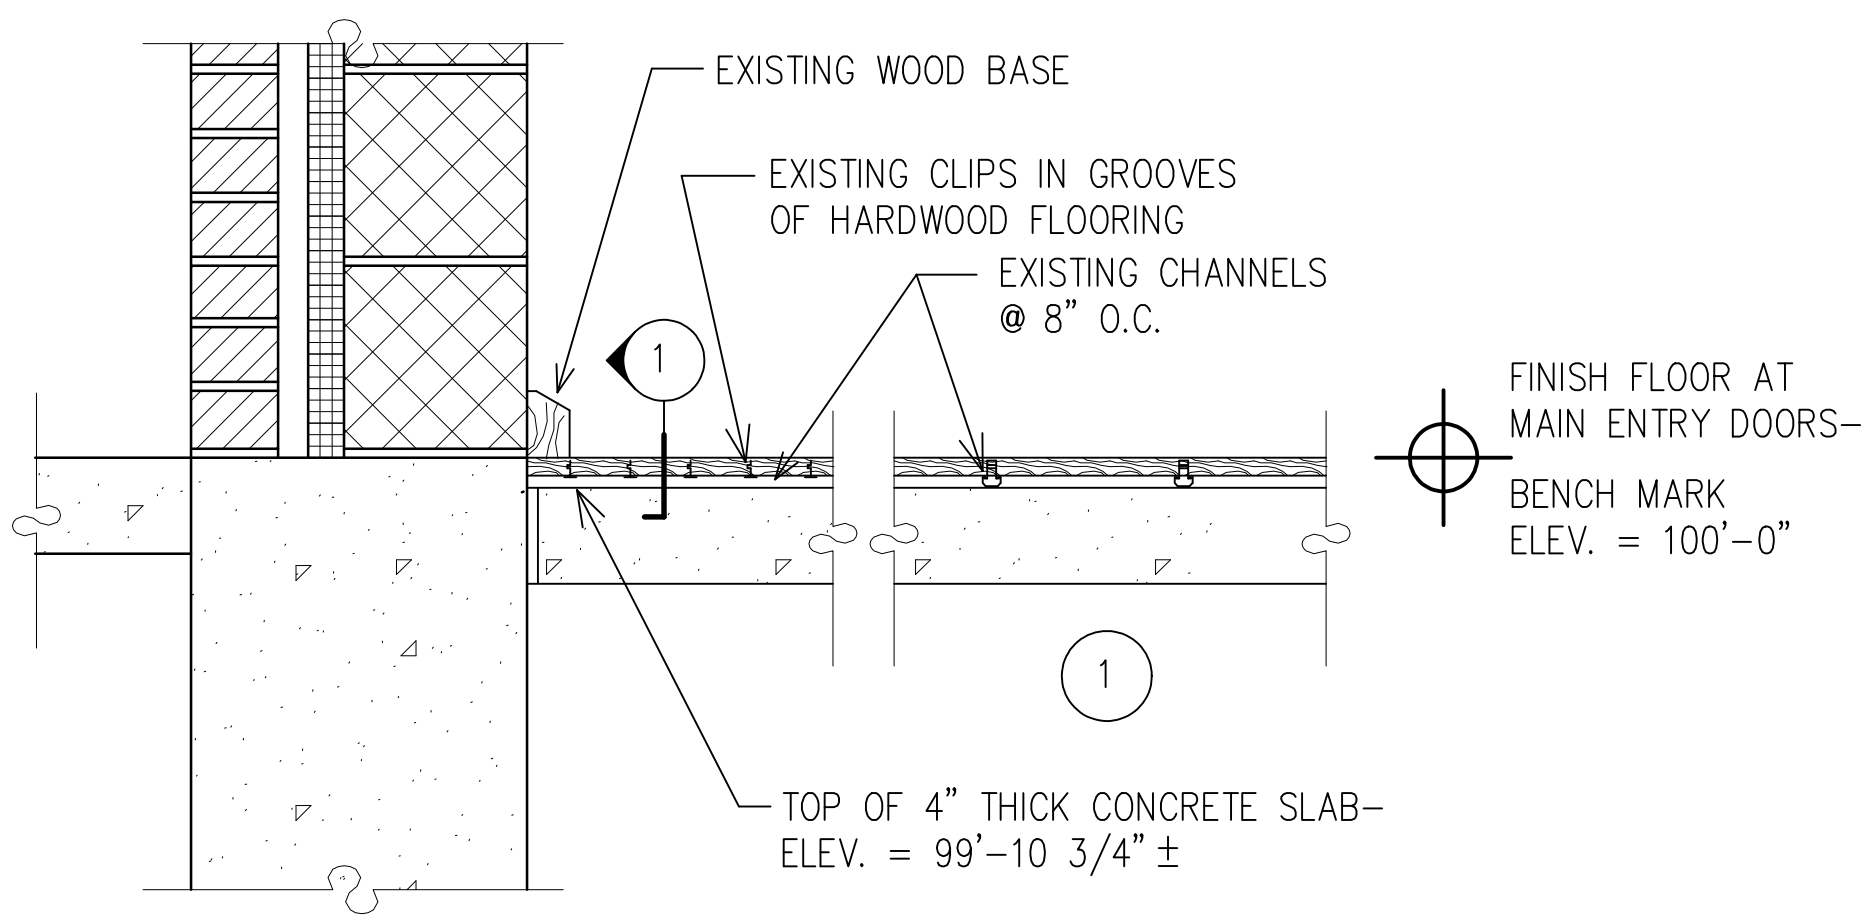 EXISTING WOOD BASE
EXISTING CLIPS IN GROOVES
OF HARDWOOD FLOORING
EXISTING CHANNELS
@ 8" O.C.
1
FINISH FLOOR AT
MAIN ENTRY DOORS-
BENCH MARK
ELEV. = 100'-0"
1
TOP OF 4" THICK CONCRETE SLAB-
ELEV. = 99'-10 3/4" ±